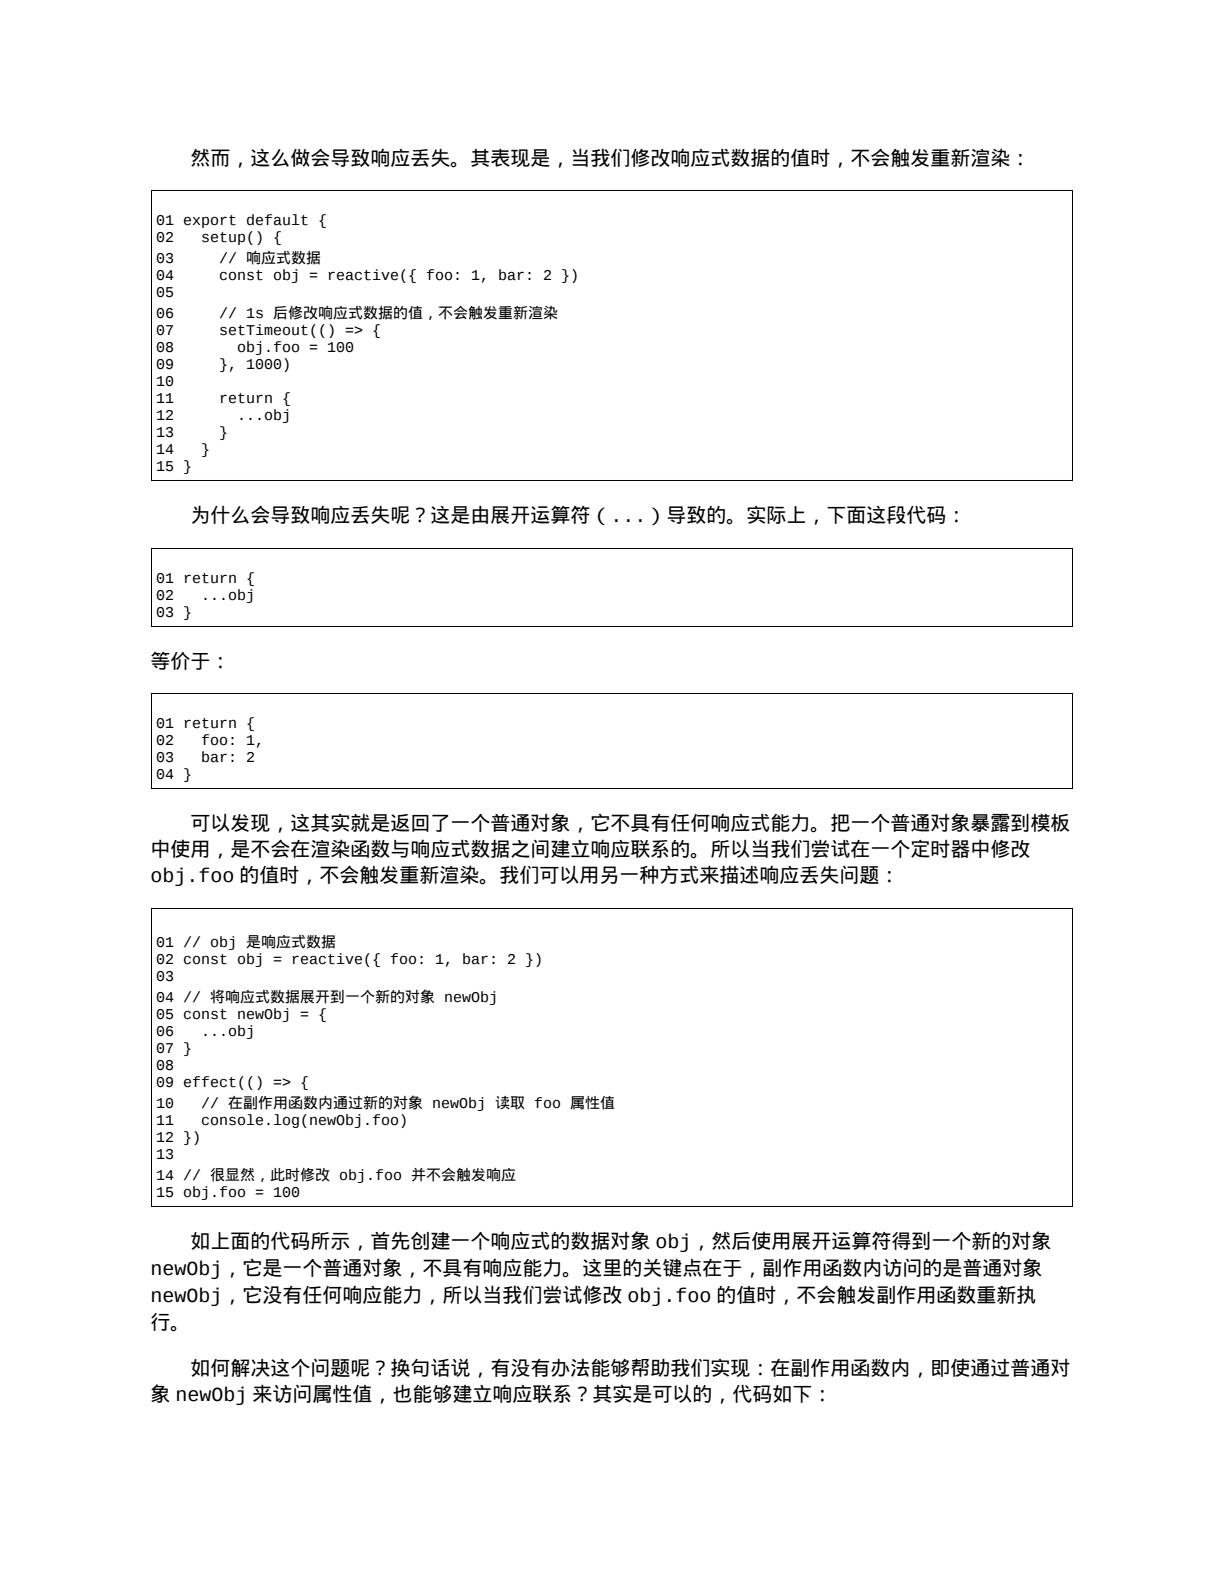 然而，这么做会导致响应丢失。其表现是，当我们修改响应式数据的值时，不会触发重新渲染：
01 export default {
02   setup() {
03     // 响应式数据
04     const obj = reactive({ foo: 1, bar: 2 })
05
06     // 1s 后修改响应式数据的值，不会触发重新渲染
07     setTimeout(() => {
08       obj.foo = 100
09     }, 1000)
10
11     return {
12       ...obj
13     }
14   }
15 }
为什么会导致响应丢失呢？这是由展开运算符（...）导致的。实际上，下面这段代码：
01 return {
02   ...obj
03 }
等价于：
01 return {
02   foo: 1,
03   bar: 2
04 }
可以发现，这其实就是返回了一个普通对象，它不具有任何响应式能力。把一个普通对象暴露到模板
中使用，是不会在渲染函数与响应式数据之间建立响应联系的。所以当我们尝试在一个定时器中修改
obj.foo 的值时，不会触发重新渲染。我们可以用另一种方式来描述响应丢失问题：
01 // obj 是响应式数据
02 const obj = reactive({ foo: 1, bar: 2 })
03
04 // 将响应式数据展开到一个新的对象 newObj
05 const newObj = {
06   ...obj
07 }
08
09 effect(() => {
10   // 在副作用函数内通过新的对象 newObj 读取 foo 属性值
11   console.log(newObj.foo)
12 })
13
14 // 很显然，此时修改 obj.foo 并不会触发响应
15 obj.foo = 100
如上面的代码所示，首先创建一个响应式的数据对象 obj，然后使用展开运算符得到一个新的对象
newObj，它是一个普通对象，不具有响应能力。这里的关键点在于，副作用函数内访问的是普通对象
newObj，它没有任何响应能力，所以当我们尝试修改 obj.foo 的值时，不会触发副作用函数重新执
行。
如何解决这个问题呢？换句话说，有没有办法能够帮助我们实现：在副作用函数内，即使通过普通对
象 newObj 来访问属性值，也能够建立响应联系？其实是可以的，代码如下：